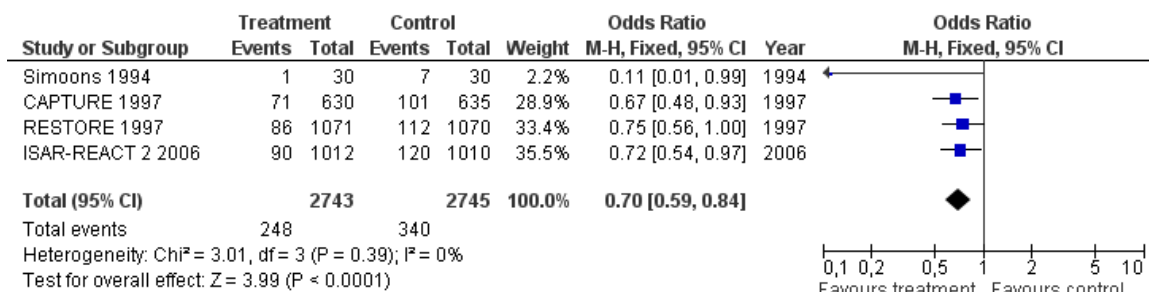 Treatment Control Odds Ratio Odds Ratio
Study or Subgroup Events Total Events Total Weight M-H, Fixed, 95% CI Year M-H, Fixed, 95% CI
Simoons 1994 1 30 7 30 2.2% 0.11 [0.01, 0.99] 1994
CAPTURE 1997 71 630 101 635 28.9% 0.67 [0.48, 0.93] 1997
RESTORE 1997 86 1071 112 1070 33.4% 0.75 [0.56, 1.00] 1997
ISAR-REACT 2 2006 90 1012 120 1010 35.5% 0.72 [0.54, 0.97] 2006
Total (95% CI) 2743 2745 100.0% 0.70 [0.59, 0.84]
Total events 248 340
Heterogeneity: Chi² = 3.01, df = 3 (P = 0.39); I² = 0%
Test for overall effect: Z = 3.99 (P < 0.0001)
0,1 0,2 0,5 1 2 5 10
Favours treatment Favours control